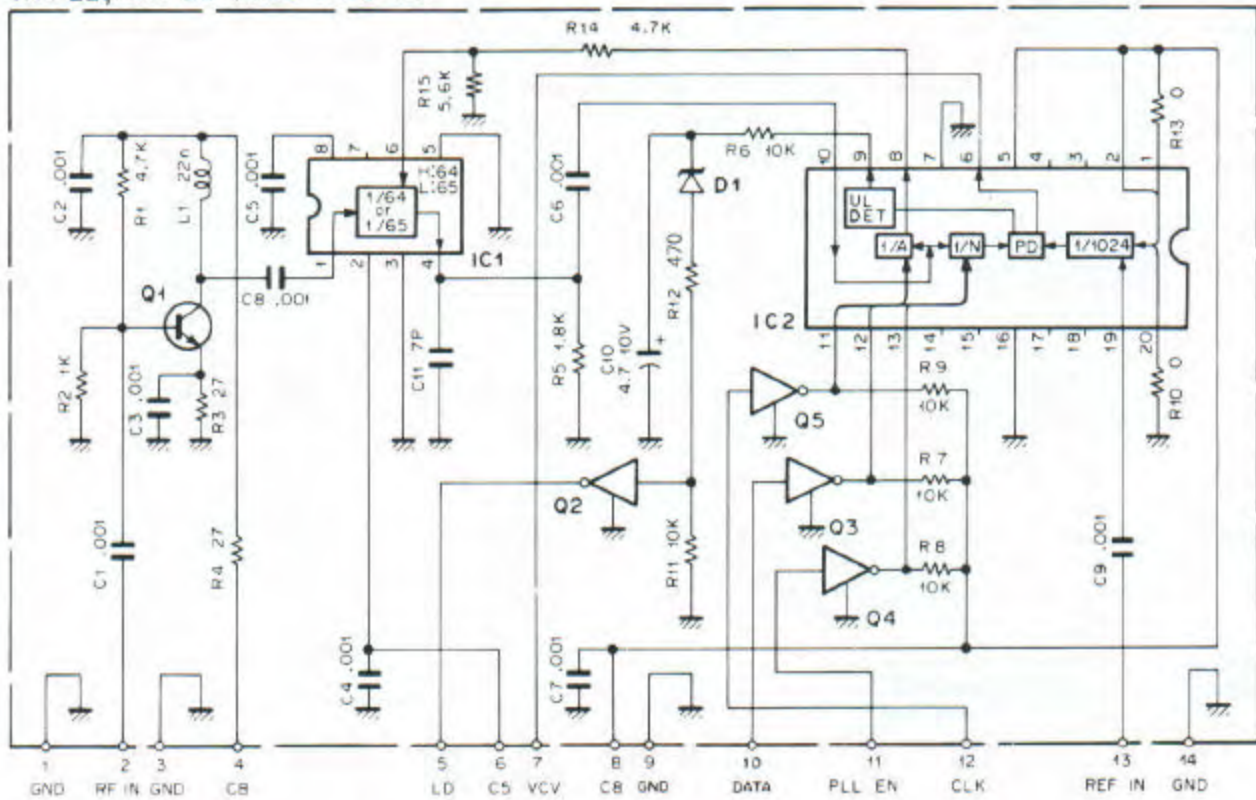 R14 4.7K
R15 5.6K
C2 .001
R1 4.7K
L1 .22n
C5 .001
8 7 6 5
H:64
L:65
1/64
or
1/65
1 2 3 4
IC1
C6 .001
R6 10K
D1
10 9 8 7 6 5 4 3 2 1
R13 0
UL
DET
1/A
1/N
PD
1/1024
IC2
11 12 13 14 15 16 17 18 19 20
Q1
C8 .001
R2 1K
C3 .001
R3 27
C11 7P
R5 1.8K
C10
4.7 10V
+
R12 470
R9
10K
Q5
R10 0
R7
10K
Q3
Q2
R8
10K
Q4
R11 10K
C1 .001
R4 27
C9 .001
C4 .001
C7 .001
1 2 3 4 5 6 7 8 9 10 11 12 13 14
GND RF IN GND C8 LD C5 VCV C8 GND DATA PLL EN CLK REF IN GND